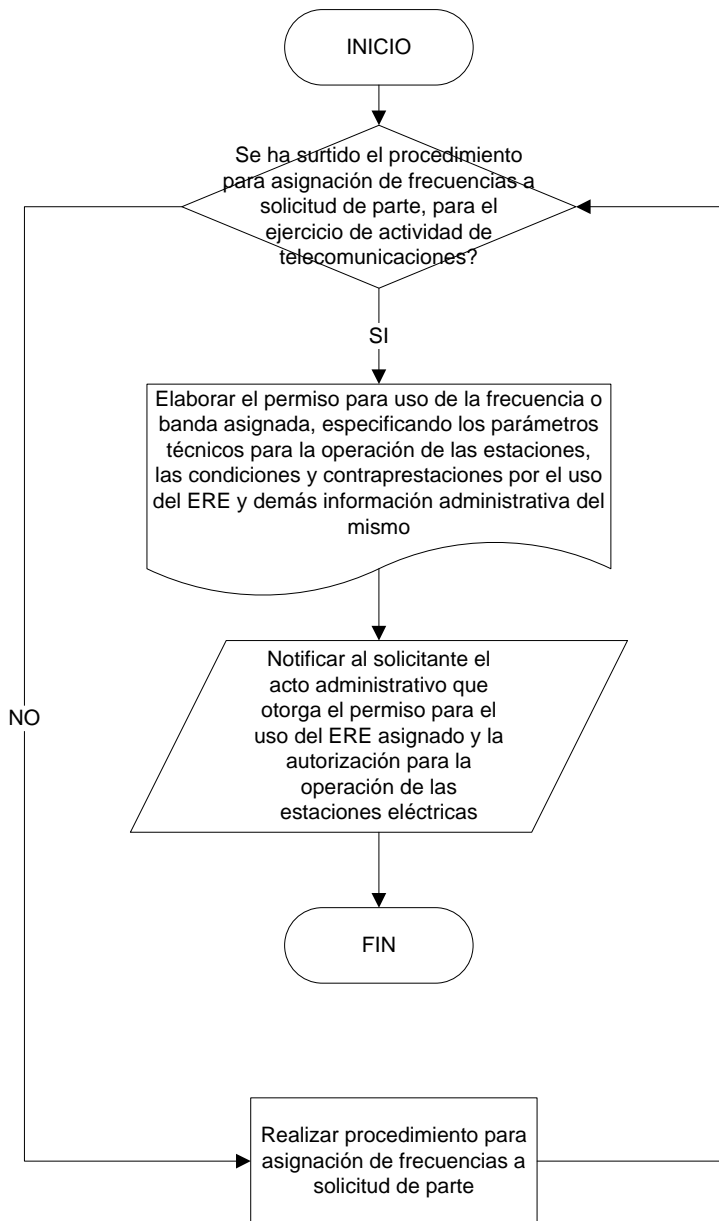 INICIO
Se ha surtido el procedimiento
para asignación de frecuencias a
solicitud de parte, para el
ejercicio de actividad de
telecomunicaciones?
SI
Elaborar el permiso para uso de la frecuencia o
banda asignada, especificando los parámetros
técnicos para la operación de las estaciones,
las condiciones y contraprestaciones por el uso
del ERE y demás información administrativa del
mismo
Notificar al solicitante el
acto administrativo que
otorga el permiso para el
uso del ERE asignado y la
autorización para la
operación de las
estaciones eléctricas
NO
FIN
Realizar procedimiento para
asignación de frecuencias a
solicitud de parte